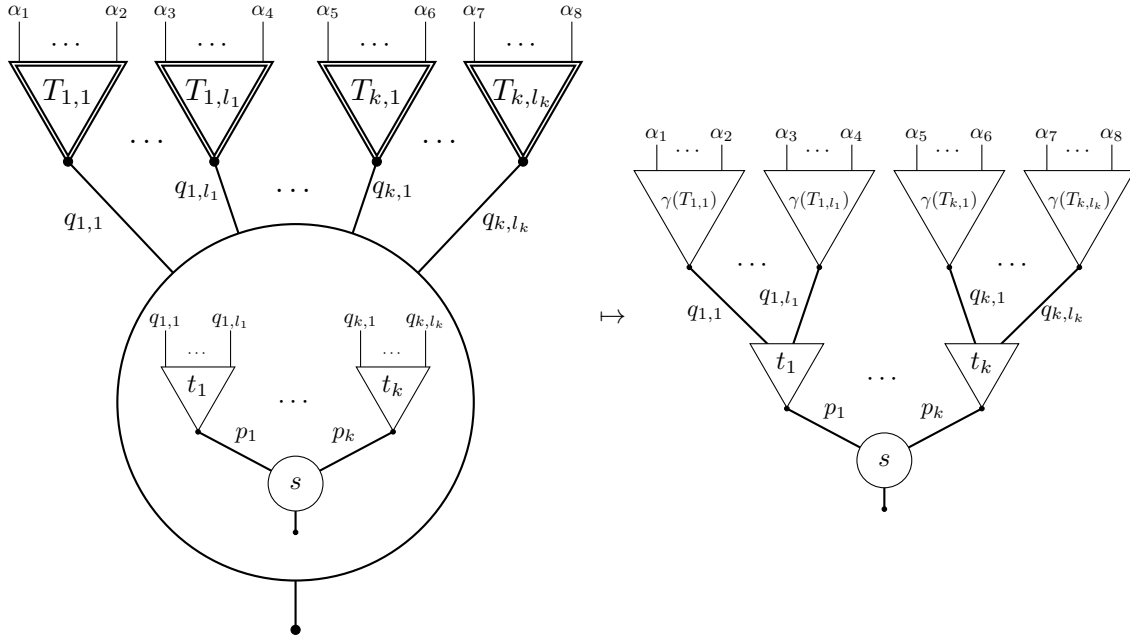 α₁ α₂ α₃ α₄ α₅ α₆ α₇ α₈
... ... ... ...
T₁,₁ T₁,l₁ Tₖ,₁ Tₖ,lₖ
... ...
q₁,₁ q₁,l₁ ... qₖ,₁ qₖ,lₖ
q₁,₁ q₁,l₁ qₖ,₁ qₖ,lₖ
... ...
t₁ ... tₖ
p₁ pₖ
s
↦
α₁ α₂ α₃ α₄ α₅ α₆ α₇ α₈
... ... ... ...
γ(T₁,₁) γ(T₁,l₁) γ(Tₖ,₁) γ(Tₖ,lₖ)
... ...
q₁,₁ q₁,l₁ qₖ,₁ qₖ,lₖ
t₁ ... tₖ
p₁ pₖ
s